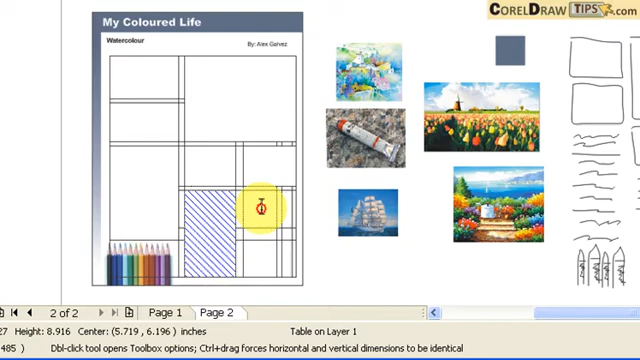 CORELDRAW TIPS.com
My Coloured Life
Watercolour
By: Alex Galvez
Page 1
Page 2
27 Height: 8.916 Center: (5.719, 6.196) inches
Table on Layer 1
485 ) Dbl-click tool opens Toolbox options; Ctrl+drag forces horizontal and vertical dimensions to be identical
2 of 2